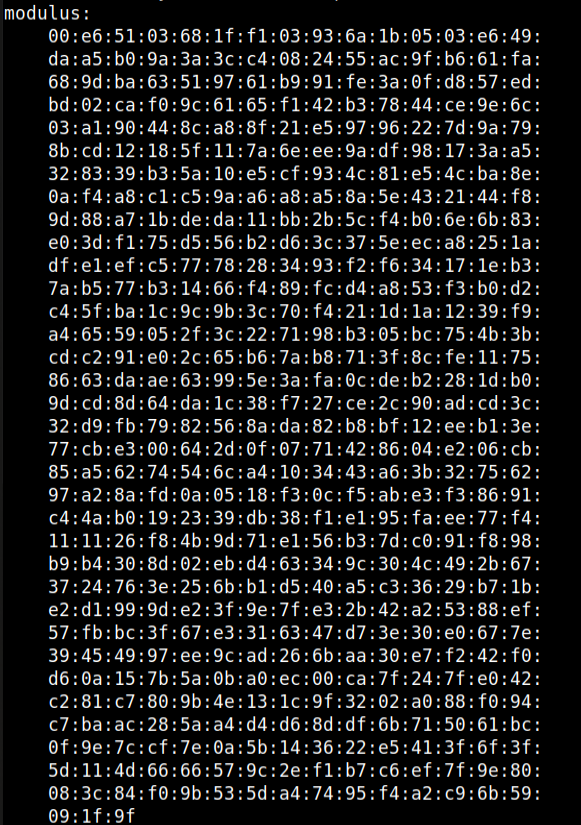 modulus:
00:e6:51:03:68:1f:f1:03:93:6a:1b:05:03:e6:49:
da:a5:b0:9a:3a:3c:c4:08:24:55:ac:9f:b6:61:fa:
68:9d:ba:63:51:97:61:b9:91:fe:3a:0f:d8:57:ed:
bd:02:ca:f0:9c:61:65:f1:42:b3:78:44:ce:9e:6c:
03:a1:90:44:8c:a8:8f:21:e5:97:96:22:7d:9a:79:
8b:cd:12:18:5f:11:7a:6e:ee:9a:df:98:17:3a:a5:
32:83:39:b3:5a:10:e5:cf:93:4c:81:e5:4c:ba:8e:
0a:f4:a8:c1:c5:9a:a6:a8:a5:8a:5e:43:21:44:f8:
9d:88:a7:1b:de:da:11:bb:2b:5c:f4:b0:6e:6b:83:
e0:3d:f1:75:d5:56:b2:d6:3c:37:5e:ec:a8:25:1a:
df:e1:ef:c5:77:78:28:34:93:f2:f6:34:17:1e:b3:
7a:b5:77:b3:14:66:f4:89:fc:d4:a8:53:f3:b0:d2:
c4:5f:ba:1c:9c:9b:3c:70:f4:21:1d:1a:12:39:f9:
a4:65:59:05:2f:3c:22:71:98:b3:05:bc:75:4b:3b:
cd:c2:91:e0:2c:65:b6:7a:b8:71:3f:8c:fe:11:75:
86:63:da:ae:63:99:5e:3a:fa:0c:de:b2:28:1d:b0:
9d:cd:8d:64:da:1c:38:f7:27:ce:2c:90:ad:cd:3c:
32:d9:fb:79:82:56:8a:da:82:b8:bf:12:ee:b1:3e:
77:cb:e3:00:64:2d:0f:07:71:42:86:04:e2:06:cb:
85:a5:62:74:54:6c:a4:10:34:43:a6:3b:32:75:62:
97:a2:8a:fd:0a:05:18:f3:0c:f5:ab:e3:f3:86:91:
c4:4a:b0:19:23:39:db:38:f1:e1:95:fa:ee:77:f4:
11:11:26:f8:4b:9d:71:e1:56:b3:7d:c0:91:f8:98:
b9:b4:30:8d:02:eb:d4:63:34:9c:30:4c:49:2b:67:
37:24:76:3e:25:6b:b1:d5:40:a5:c3:36:29:b7:1b:
e2:d1:99:9d:e2:3f:9e:7f:e3:2b:42:a2:53:88:ef:
57:fb:bc:3f:67:e3:31:63:47:d7:3e:30:e0:67:7e:
39:45:49:97:ee:9c:ad:26:6b:aa:30:e7:f2:42:f0:
d6:0a:15:7b:5a:0b:a0:ec:00:ca:7f:24:7f:e0:42:
c2:81:c7:80:9b:4e:13:1c:9f:32:02:a0:88:f0:94:
c7:ba:ac:28:5a:a4:d4:d6:8d:df:6b:71:50:61:bc:
0f:9e:7c:cf:7e:0a:5b:14:36:22:e5:41:3f:6f:3f:
5d:11:4d:66:66:57:9c:2e:f1:b7:c6:ef:7f:9e:80:
08:3c:84:f0:9b:53:5d:a4:74:95:f4:a2:c9:6b:59:
09:1f:9f